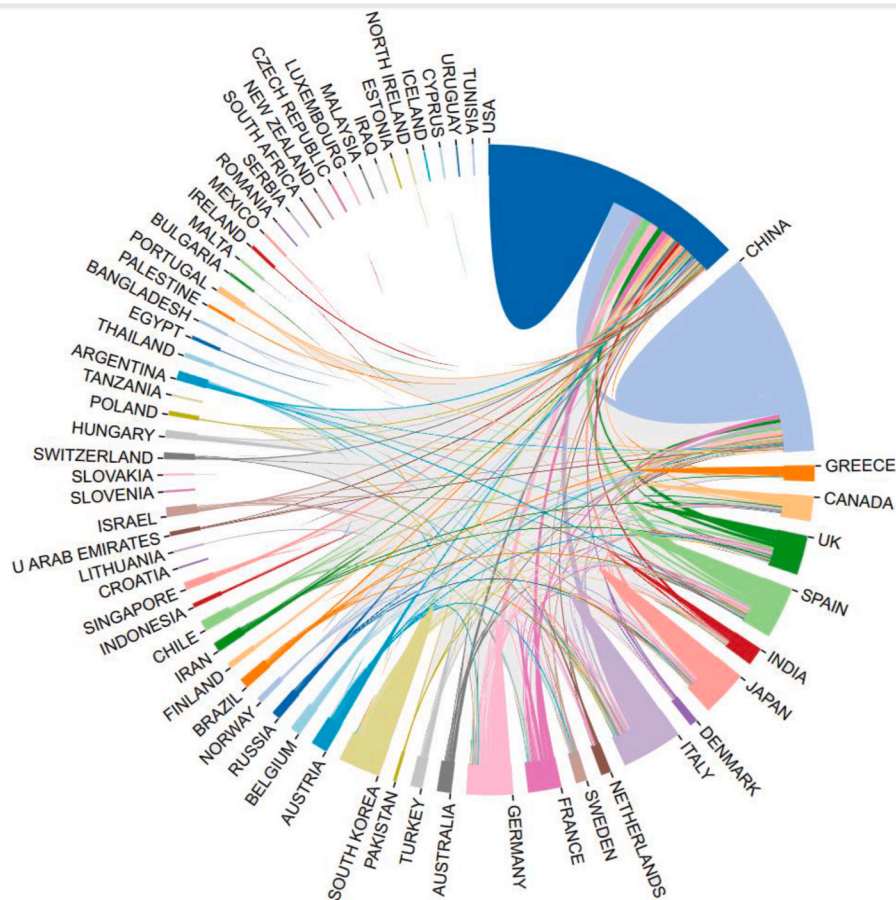 USA
CHINA
GREECE
CANADA
UK
SPAIN
INDIA
JAPAN
DENMARK
ITALY
NETHERLANDS
SWEDEN
FRANCE
GERMANY
AUSTRALIA
TURKEY
PAKISTAN
SOUTH KOREA
AUSTRIA
BELGIUM
RUSSIA
NORWAY
BRAZIL
FINLAND
IRAN
CHILE
INDONESIA
SINGAPORE
CROATIA
LITHUANIA
U ARAB EMIRATES
ISRAEL
SLOVENIA
SLOVAKIA
SWITZERLAND
HUNGARY
POLAND
TANZANIA
ARGENTINA
THAILAND
EGYPT
BANGLADESH
PALESTINE
PORTUGAL
BULGARIA
MALTA
IRELAND
MEXICO
ROMANIA
SERBIA
SOUTH AFRICA
NEW ZEALAND
CZECH REPUBLIC
LUXEMBOURG
MALAYSIA
IRAQ
ESTONIA
NORTH IRELAND
ICELAND
CYPRUS
URUGUAY
TUNISIA